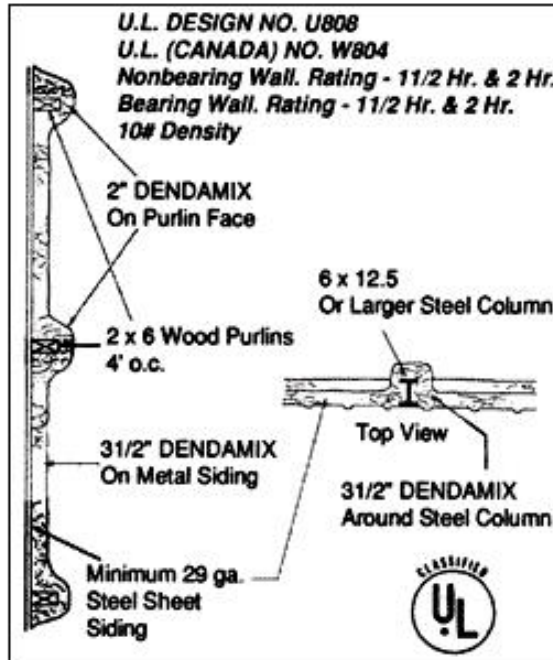 U.L. DESIGN NO. U808
U.L. (CANADA) NO. W804
Nonbearing Wall. Rating - 11/2 Hr. & 2 Hr.
Bearing Wall. Rating - 11/2 Hr. & 2 Hr.
10# Density
2" DENDAMIX
On Purlin Face
6 x 12.5
Or Larger Steel Column
2 x 6 Wood Purlins
4' o.c.
Top View
31/2" DENDAMIX
On Metal Siding
31/2" DENDAMIX
Around Steel Column
Minimum 29 ga.
Steel Sheet
Siding
CLASSIFIED
UL